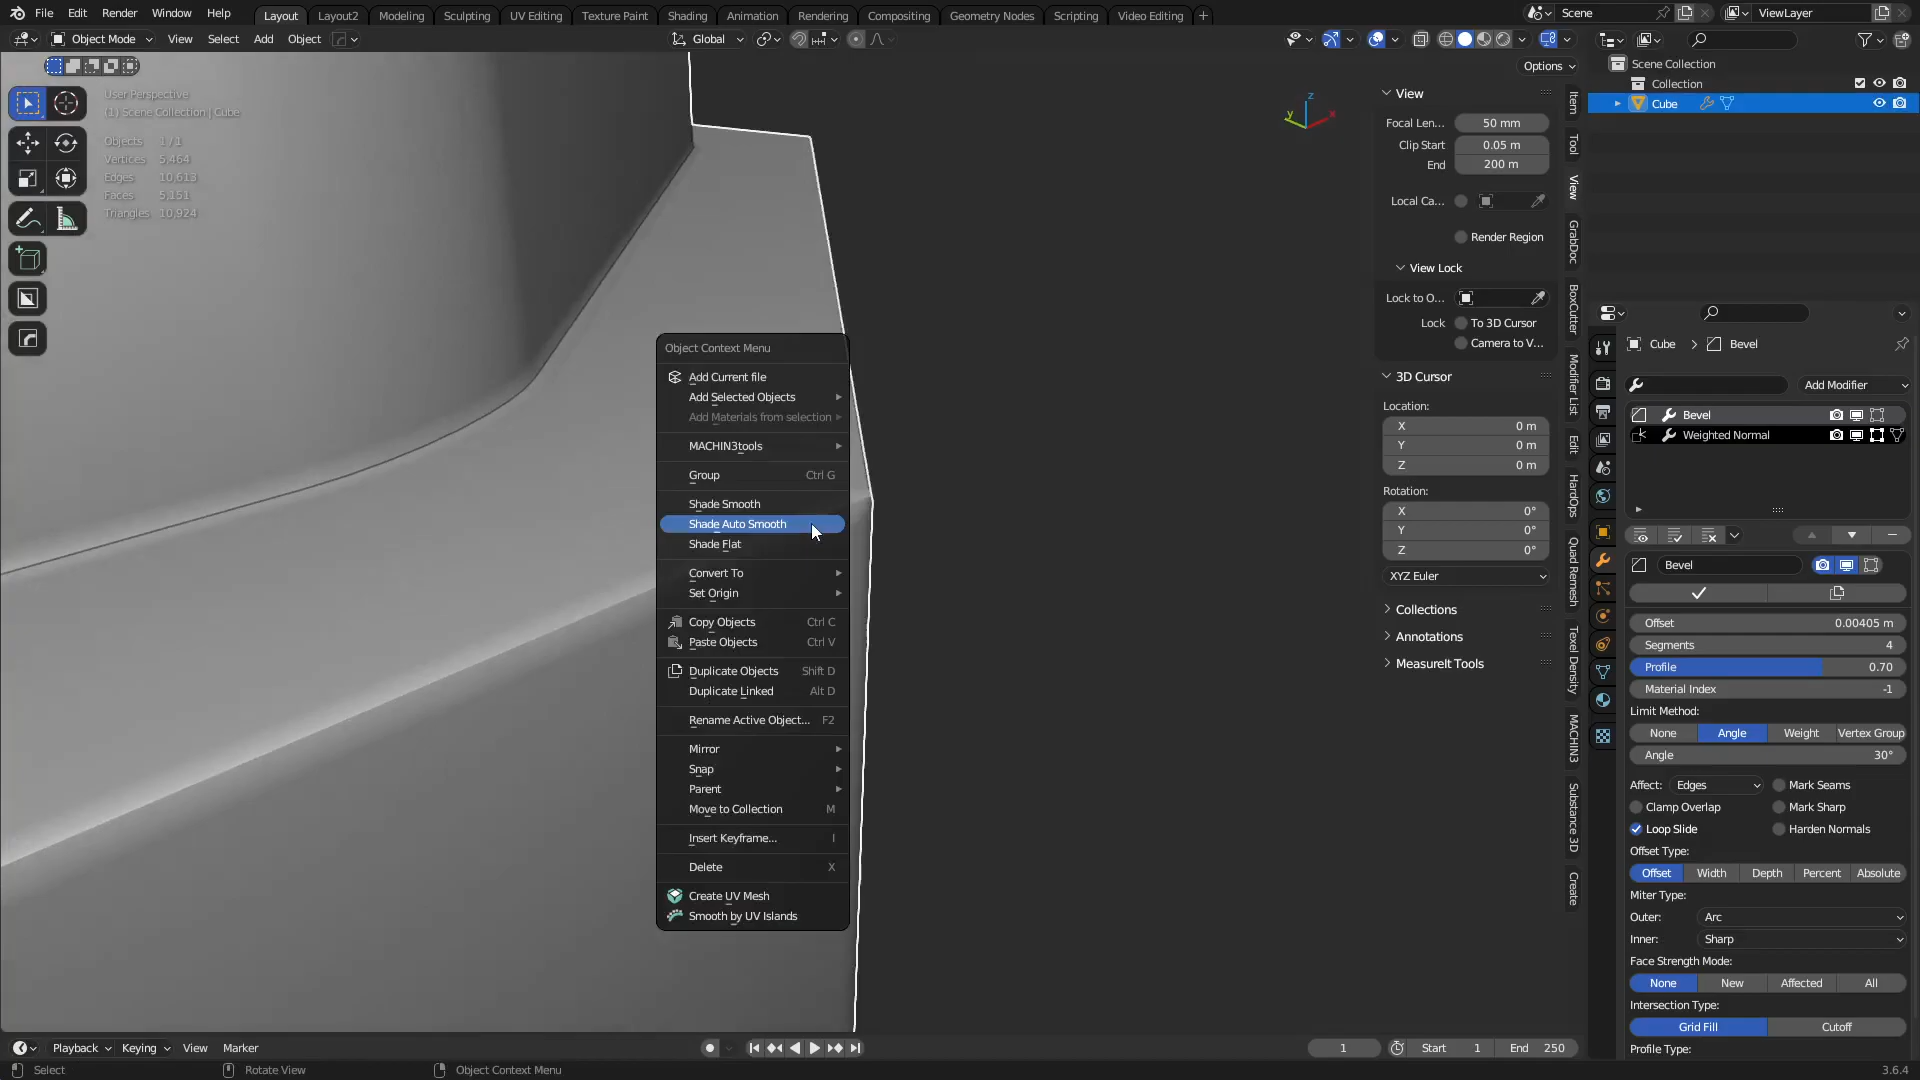 File Edit Render Window Help Layout Layout2 Modeling Sculpting UV Editing Texture Paint Shading Animation Rendering Compositing Geometry Nodes Scripting Video Editing + Scene ViewLayer
Object Mode View Select Add Object Global
Options
User Perspective
(1) Scene Collection | Cube
Objects 1/1
Vertices 5,464
Edges 10,613
Faces 5,151
Triangles 10,924
z
y
x
Object Context Menu
Add Current file
Add Selected Objects
Add Materials from selection
MACHIN3tools
Group Ctrl G
Shade Smooth
Shade Auto Smooth
Shade Flat
Convert To
Set Origin
Copy Objects Ctrl C
Paste Objects Ctrl V
Duplicate Objects Shift D
Duplicate Linked Alt D
Rename Active Object... F2
Mirror
Snap
Parent
Move to Collection M
Insert Keyframe... I
Delete X
Create UV Mesh
Smooth by UV Islands
View
Focal Len... 50 mm
Clip Start 0.05 m
End 200 m
Local Ca...
Render Region
View Lock
Lock to O...
Lock To 3D Cursor
Camera to V...
3D Cursor
Location:
X 0 m
Y 0 m
Z 0 m
Rotation:
X 0°
Y 0°
Z 0°
XYZ Euler
Collections
Annotations
MeasureIt Tools
Item
Tool
View
GrabDoc
BoxCutter
Modifier List
Edit
HardOps
Quad Remesh
Texel Density
MACHIN3
Substance 3D
Create
Scene Collection
Collection
Cube
Cube > Bevel
Add Modifier
Bevel
Weighted Normal
Bevel
Offset 0.00405 m
Segments 4
Profile 0.70
Material Index -1
Limit Method:
None Angle Weight Vertex Group
Angle 30°
Affect: Edges Mark Seams
Clamp Overlap Mark Sharp
Loop Slide Harden Normals
Offset Type:
Offset Width Depth Percent Absolute
Miter Type:
Outer: Arc
Inner: Sharp
Face Strength Mode:
None New Affected All
Intersection Type:
Grid Fill Cutoff
Profile Type:
Playback Keying View Marker 1 Start 1 End 250
Select Rotate View Object Context Menu 3.6.4